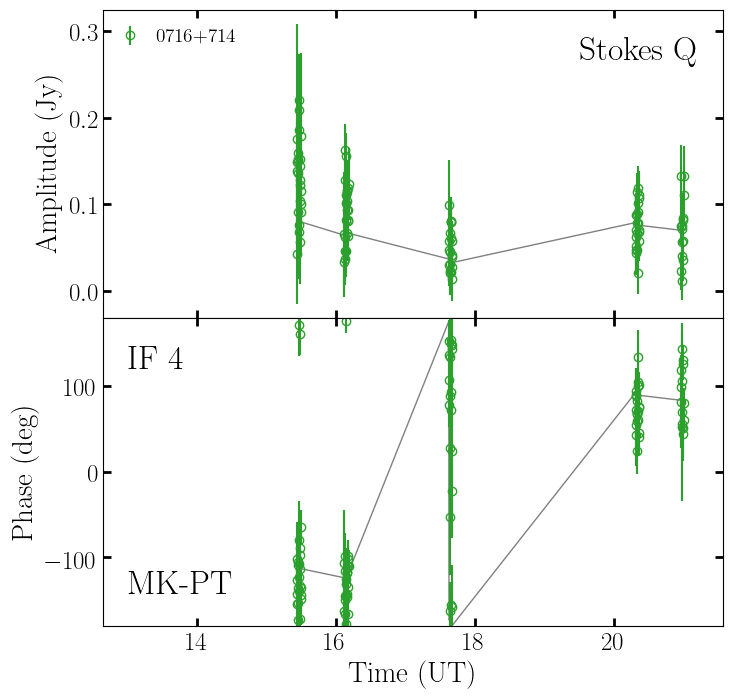 0716+714
Stokes Q
0.3
0.2
0.1
0.0
Amplitude (Jy)
IF 4
100
0
−100
Phase (deg)
MK-PT
14 16 18 20
Time (UT)